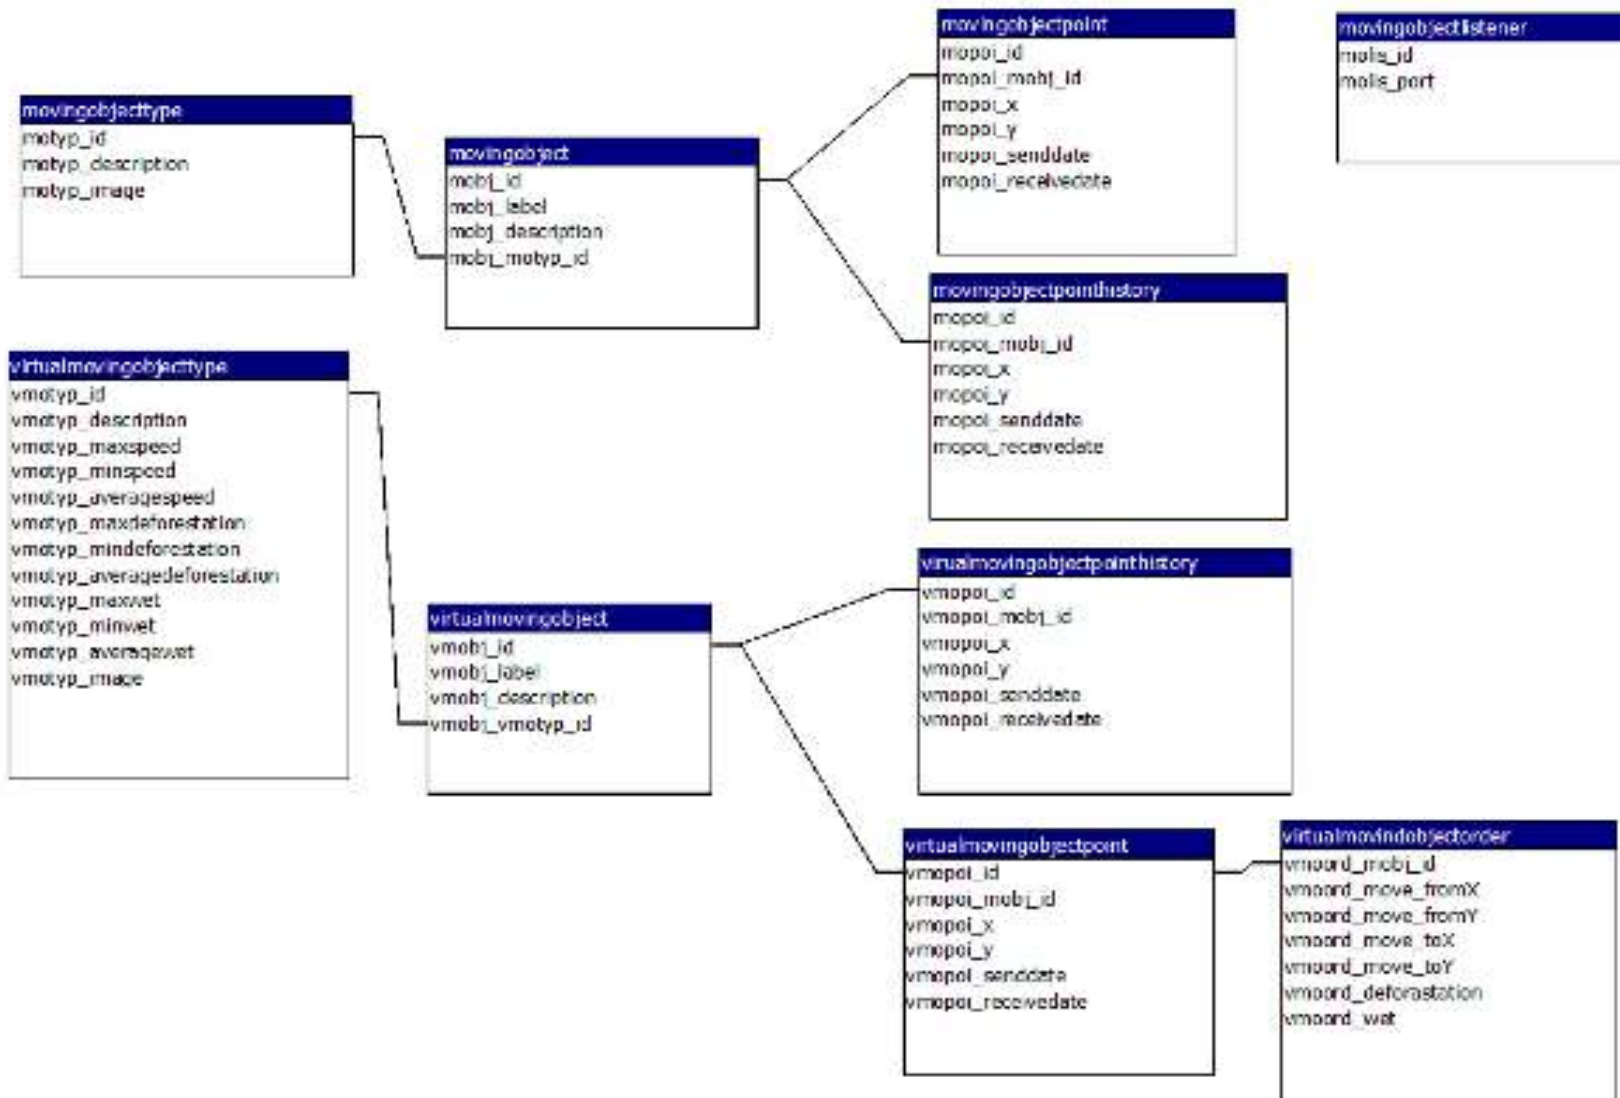 movingobjecttype
motyp_id
motyp_description
motyp_image
movingobject
mobj_id
mobj_label
mobj_description
mobj_motyp_id
movingobjectpoint
mopoi_id
mopoi_mobj_id
mopoi_x
mopoi_y
mopoi_senddate
mopoi_receivedate
movingobjectlistener
molis_id
molis_port
movingobjectpointhistory
mopoi_id
mopoi_mobj_id
mopoi_x
mopoi_y
mopoi_senddate
mopoi_receivedate
virtualmovingobjecttype
vmotyp_id
vmotyp_description
vmotyp_maxspeed
vmotyp_minspeed
vmotyp_averagespeed
vmotyp_maxdeforestation
vmotyp_mindeforestation
vmotyp_averagedeforestation
vmotyp_maxwet
vmotyp_minwet
vmotyp_averagewet
vmotyp_image
virtualmovingobject
vmobj_id
vmobj_label
vmobj_description
vmobj_vmotyp_id
virualmovingobjectpointhistory
vmopoi_id
vmopoi_mobj_id
vmopoi_x
vmopoi_y
vmopoi_senddate
vmopoi_receivedate
virtualmovingobjectpoint
vmopoi_id
vmopoi_mobj_id
vmopoi_x
vmopoi_y
vmopoi_senddate
vmopoi_receivedate
virtualmovindobjectorder
vmoord_mobj_id
vmoord_move_fromX
vmoord_move_fromY
vmoord_move_toX
vmoord_move_toY
vmoord_deforastation
vmoord_wet